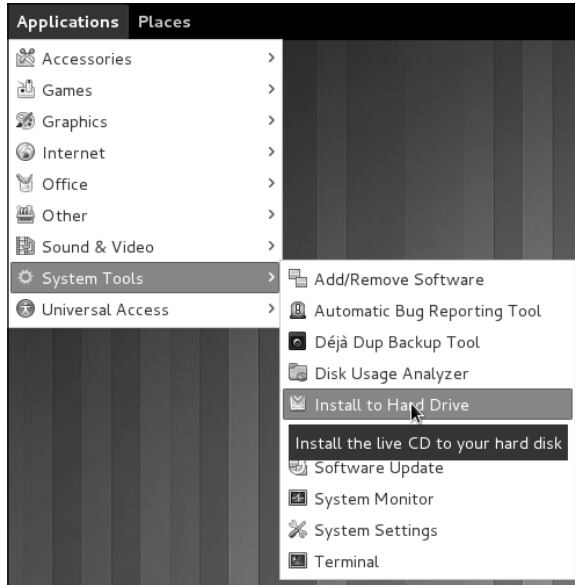 Applications Places
Accessories
Games
Graphics
Internet
Office
Other
Sound & Video
System Tools
Universal Access
Add/Remove Software
Automatic Bug Reporting Tool
Déjà Dup Backup Tool
Disk Usage Analyzer
Install to Hard Drive
Install the live CD to your hard disk
Software Update
System Monitor
System Settings
Terminal